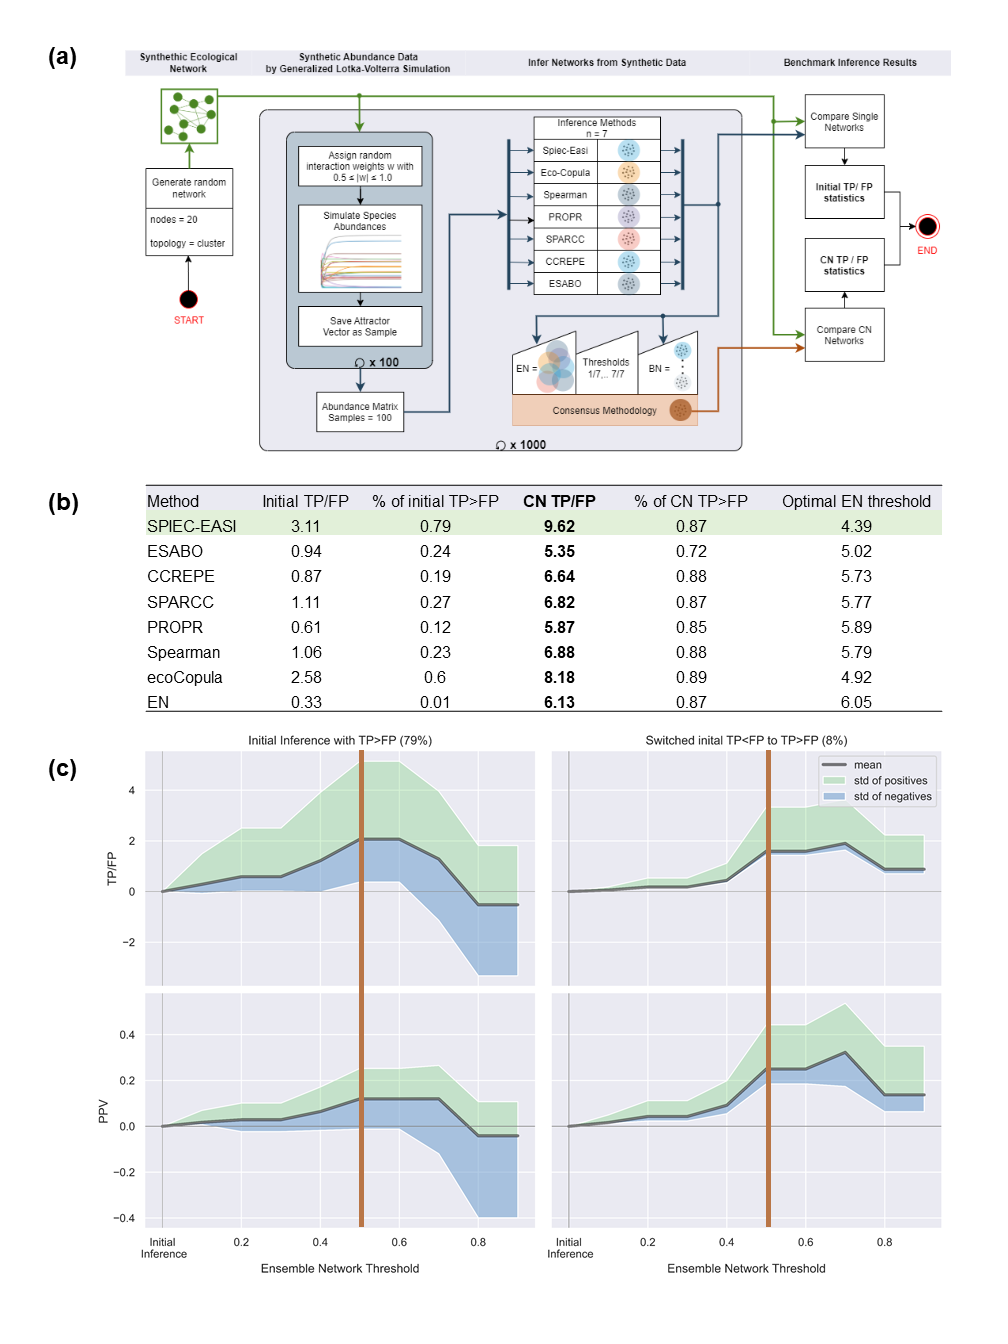 (a)
Synthethic Ecological
Network
Synthetic Abundance Data
by Generalized Lotka-Volterra Simulation
Infer Networks from Synthetic Data
Benchmark Inference Results
Generate random
network
nodes = 20
topology = cluster
START
Assign random
interaction weights w with
0.5 ≤ |w| ≤ 1.0
Simulate Species
Abundances
Save Attractor
Vector as Sample
x 100
Abundance Matrix
Samples = 100
Inference Methods
n = 7
Spiec-Easi
Eco-Copula
Spearman
PROPR
SPARCC
CCREPE
ESABO
EN =
Thresholds
1/7,.. 7/7
BN =
Consensus Methodology
x 1000
Compare Single
Networks
Initial TP/ FP
statistics
CN TP / FP
statistics
Compare CN
Networks
END
(b)
Method Initial TP/FP % of initial TP>FP CN TP/FP % of CN TP>FP Optimal EN threshold
SPIEC-EASI 3.11 0.79 9.62 0.87 4.39
ESABO 0.94 0.24 5.35 0.72 5.02
CCREPE 0.87 0.19 6.64 0.88 5.73
SPARCC 1.11 0.27 6.82 0.87 5.77
PROPR 0.61 0.12 5.87 0.85 5.89
Spearman 1.06 0.23 6.88 0.88 5.79
ecoCopula 2.58 0.6 8.18 0.89 4.92
EN 0.33 0.01 6.13 0.87 6.05
(c)
Initial Inference with TP>FP (79%)
Switched inital TP<FP to TP>FP (8%)
mean
std of positives
std of negatives
TP/FP
4
2
0
−2
PPV
0.4
0.2
0.0
−0.2
−0.4
Initial
Inference
0.2 0.4 0.6 0.8
Ensemble Network Threshold
Initial
Inference
0.2 0.4 0.6 0.8
Ensemble Network Threshold